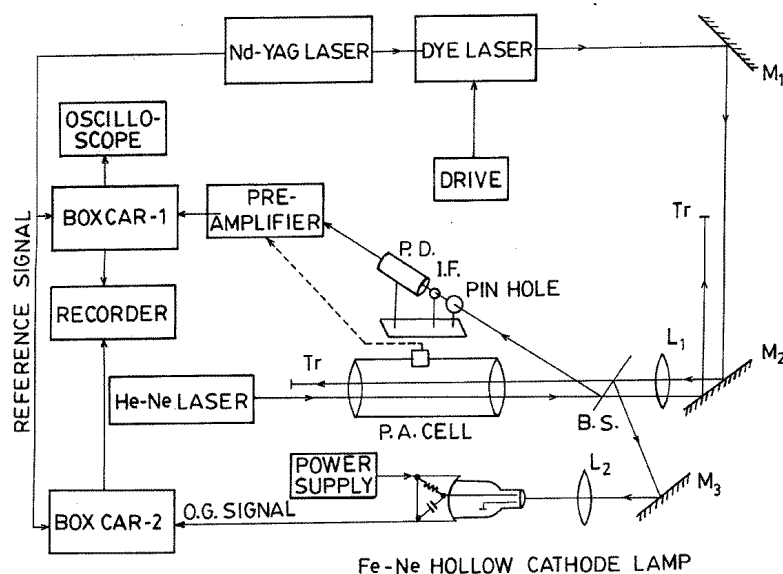 Nd-YAG LASER
DYE LASER
M1
OSCILLO-
SCOPE
DRIVE
BOX CAR-1
PRE-
AMPLIFIER
Tr
P.D.
I.F.
PIN HOLE
REFERENCE SIGNAL
RECORDER
L1
M2
Tr
He-Ne LASER
P.A. CELL
B.S.
POWER
SUPPLY
L2
M3
BOX CAR-2
O.G. SIGNAL
Fe-Ne HOLLOW CATHODE LAMP